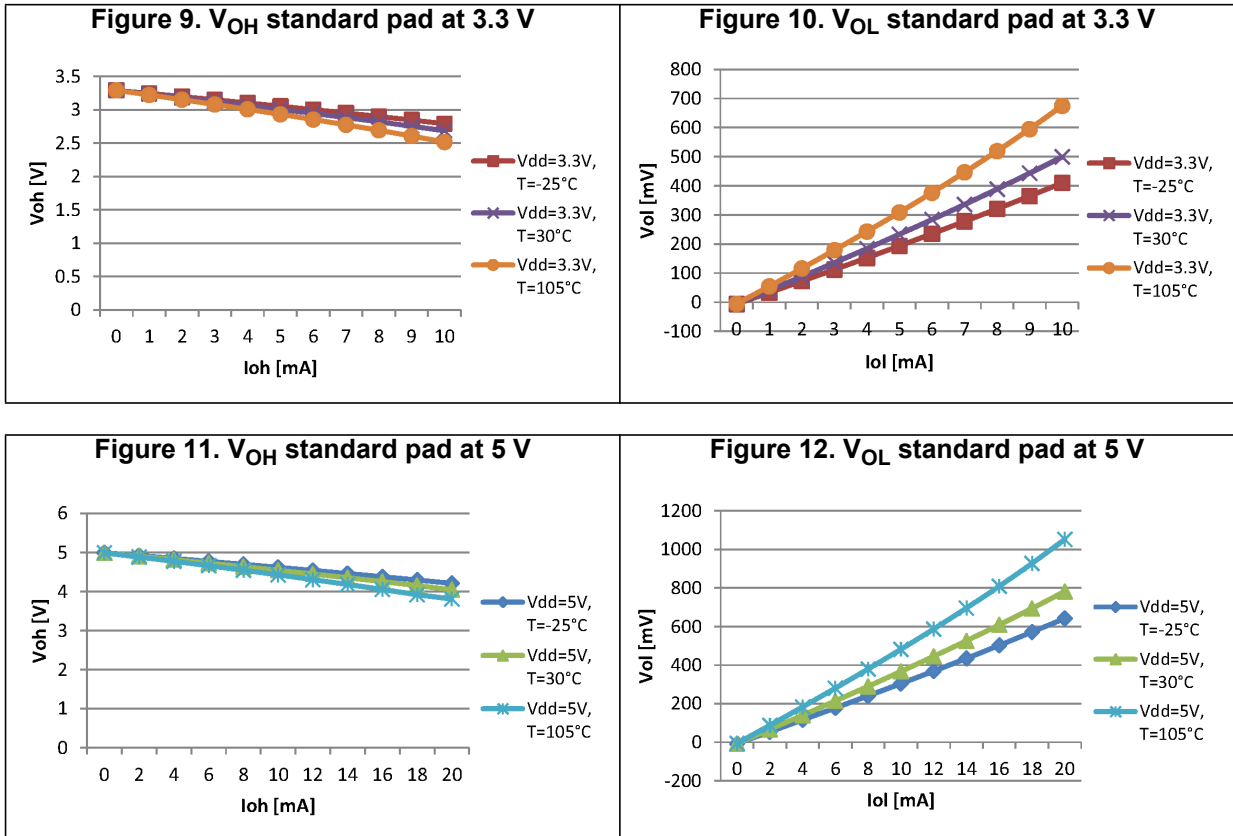 Figure 9. VOH standard pad at 3.3 V
3.5
3
2.5
2
1.5
1
0.5
0
Voh [V]
0 1 2 3 4 5 6 7 8 9 10
Ioh [mA]
Vdd=3.3V,
T=-25°C
Vdd=3.3V,
T=30°C
Vdd=3.3V,
T=105°C
Figure 10. VOL standard pad at 3.3 V
800
700
600
500
400
300
200
100
0
-100
Vol [mV]
0 1 2 3 4 5 6 7 8 9 10
Iol [mA]
Vdd=3.3V,
T=-25°C
Vdd=3.3V,
T=30°C
Vdd=3.3V,
T=105°C
Figure 11. VOH standard pad at 5 V
6
5
4
3
2
1
0
Voh [V]
0 2 4 6 8 10 12 14 16 18 20
Ioh [mA]
Vdd=5V,
T=-25°C
Vdd=5V,
T=30°C
Vdd=5V,
T=105°C
Figure 12. VOL standard pad at 5 V
1200
1000
800
600
400
200
0
-200
Vol [mV]
0 2 4 6 8 10 12 14 16 18 20
Iol [mA]
Vdd=5V,
T=-25°C
Vdd=5V,
T=30°C
Vdd=5V,
T=105°C